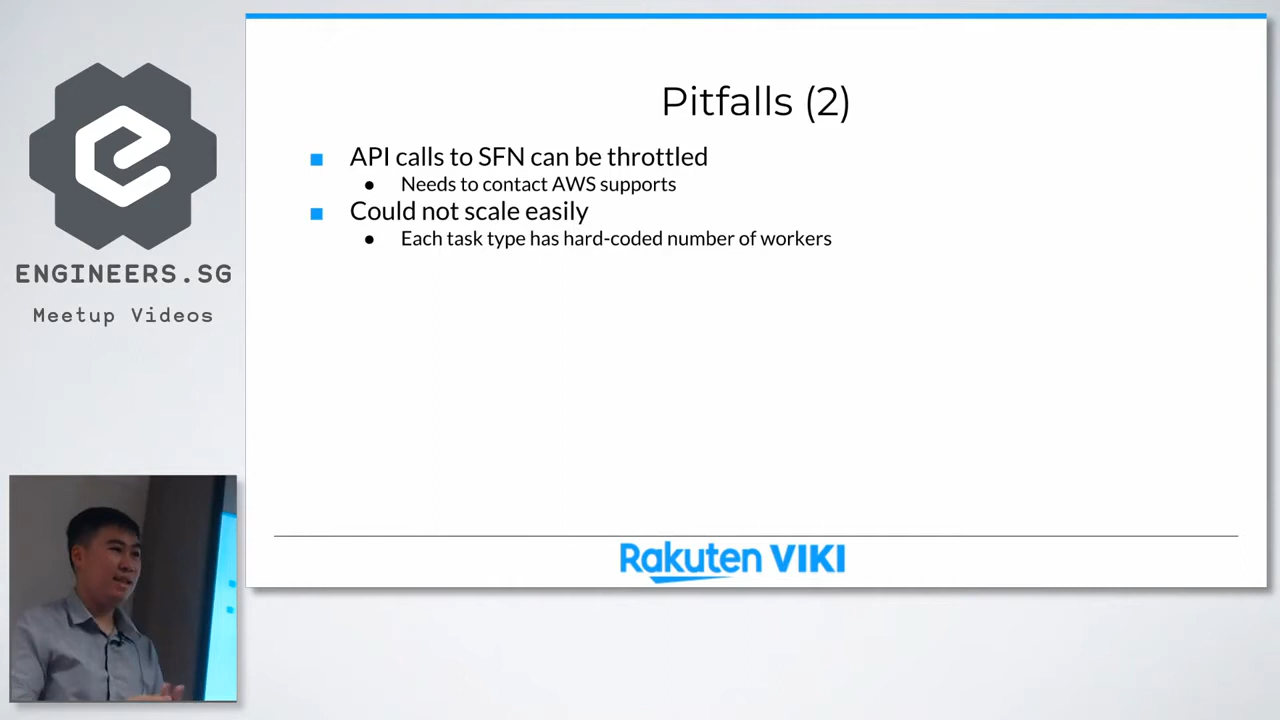 ENGINEERS.SG
Meetup Videos
Pitfalls (2)
API calls to SFN can be throttled
Needs to contact AWS supports
Could not scale easily
Each task type has hard-coded number of workers
Rakuten VIKI